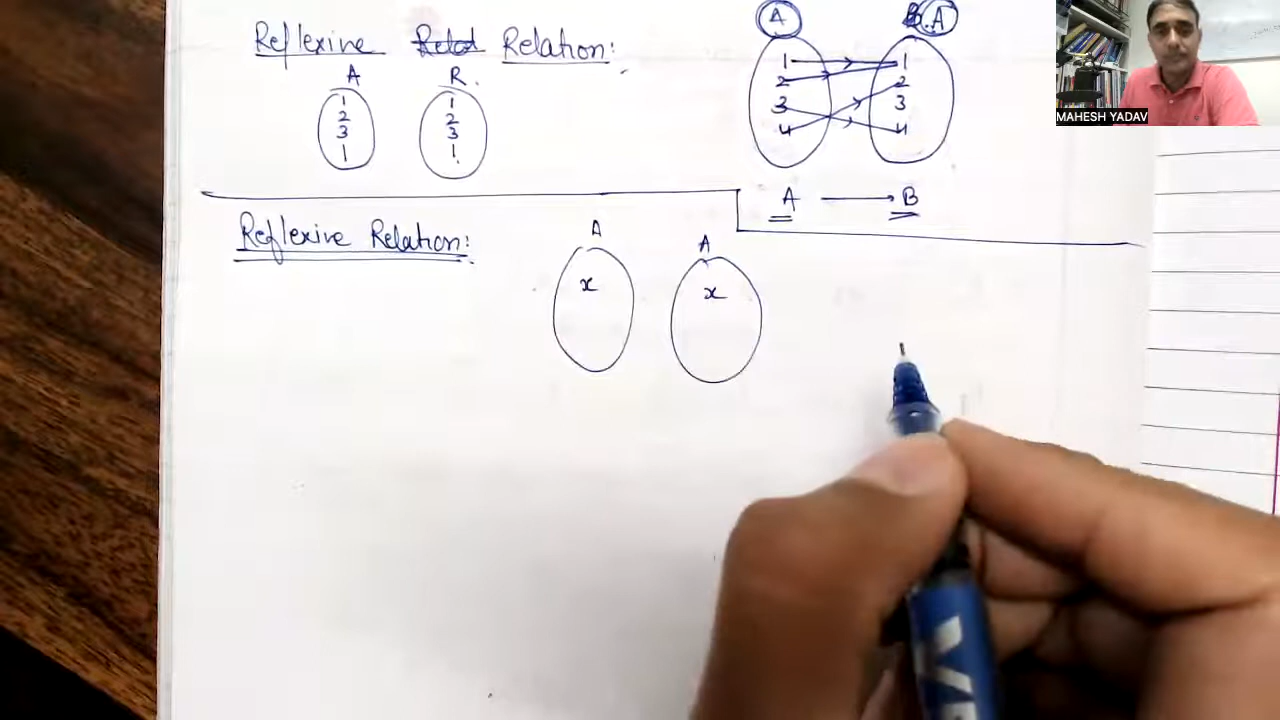 Reflexive Relat Relation:
A R.
1 1
2 2
3 3
1 1.
A B.A
1 1
2 2
3 3
4 4
A → B
MAHESH YADAV
Reflexive Relation:
A A
x x